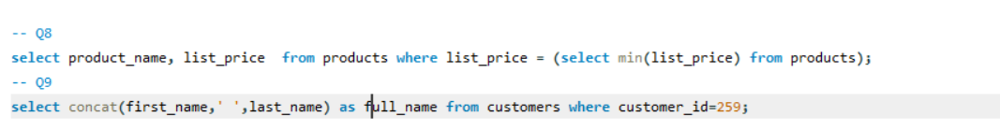 -- Q8
select product_name, list_price  from products where list_price = (select min(list_price) from products);
-- Q9
select concat(first_name,' ',last_name) as full_name from customers where customer_id=259;